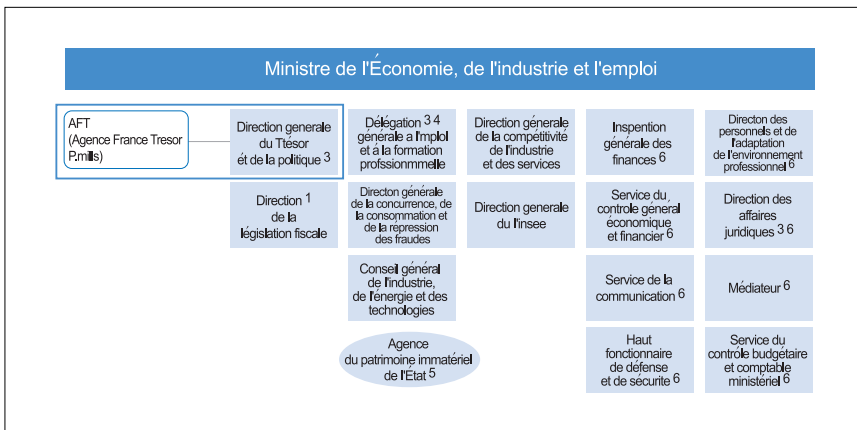 Ministre de l'Économie, de l'industrie et l'emploi
AFT
(Agence France Tresor
P.mills)
Direction generale
du Ttésor
ét de la politique 3
Délégation 3 4
générale a l'mploi
et á la formation
profssionmmelle
Direction génerale
de la compétitivité
de l'industrie
et des services
Inspention
générale des
finances 6
Directon des
personnels et de
l'adaptation
de l'environement
professionnel 6
Direction 1
de la
législation fiscale
Directon générale
de la concurrence, de
la consommation et
de la répression
des fraudes
Direction generale
du l'insee
Service du
controle général
économique
et financier 6
Direction des
affaires
juridiques 3 6
Conseil général
de l'industrie,
de l'énergie et des
technologies
Service de la
communication 6
Médiateur 6
Agence
du patrimoine immatériel
de l'État 5
Haut
fonctionnaire
de défense
et de sécurite 6
Service du
contrôle budgétaire
et comptable
ministériel 6